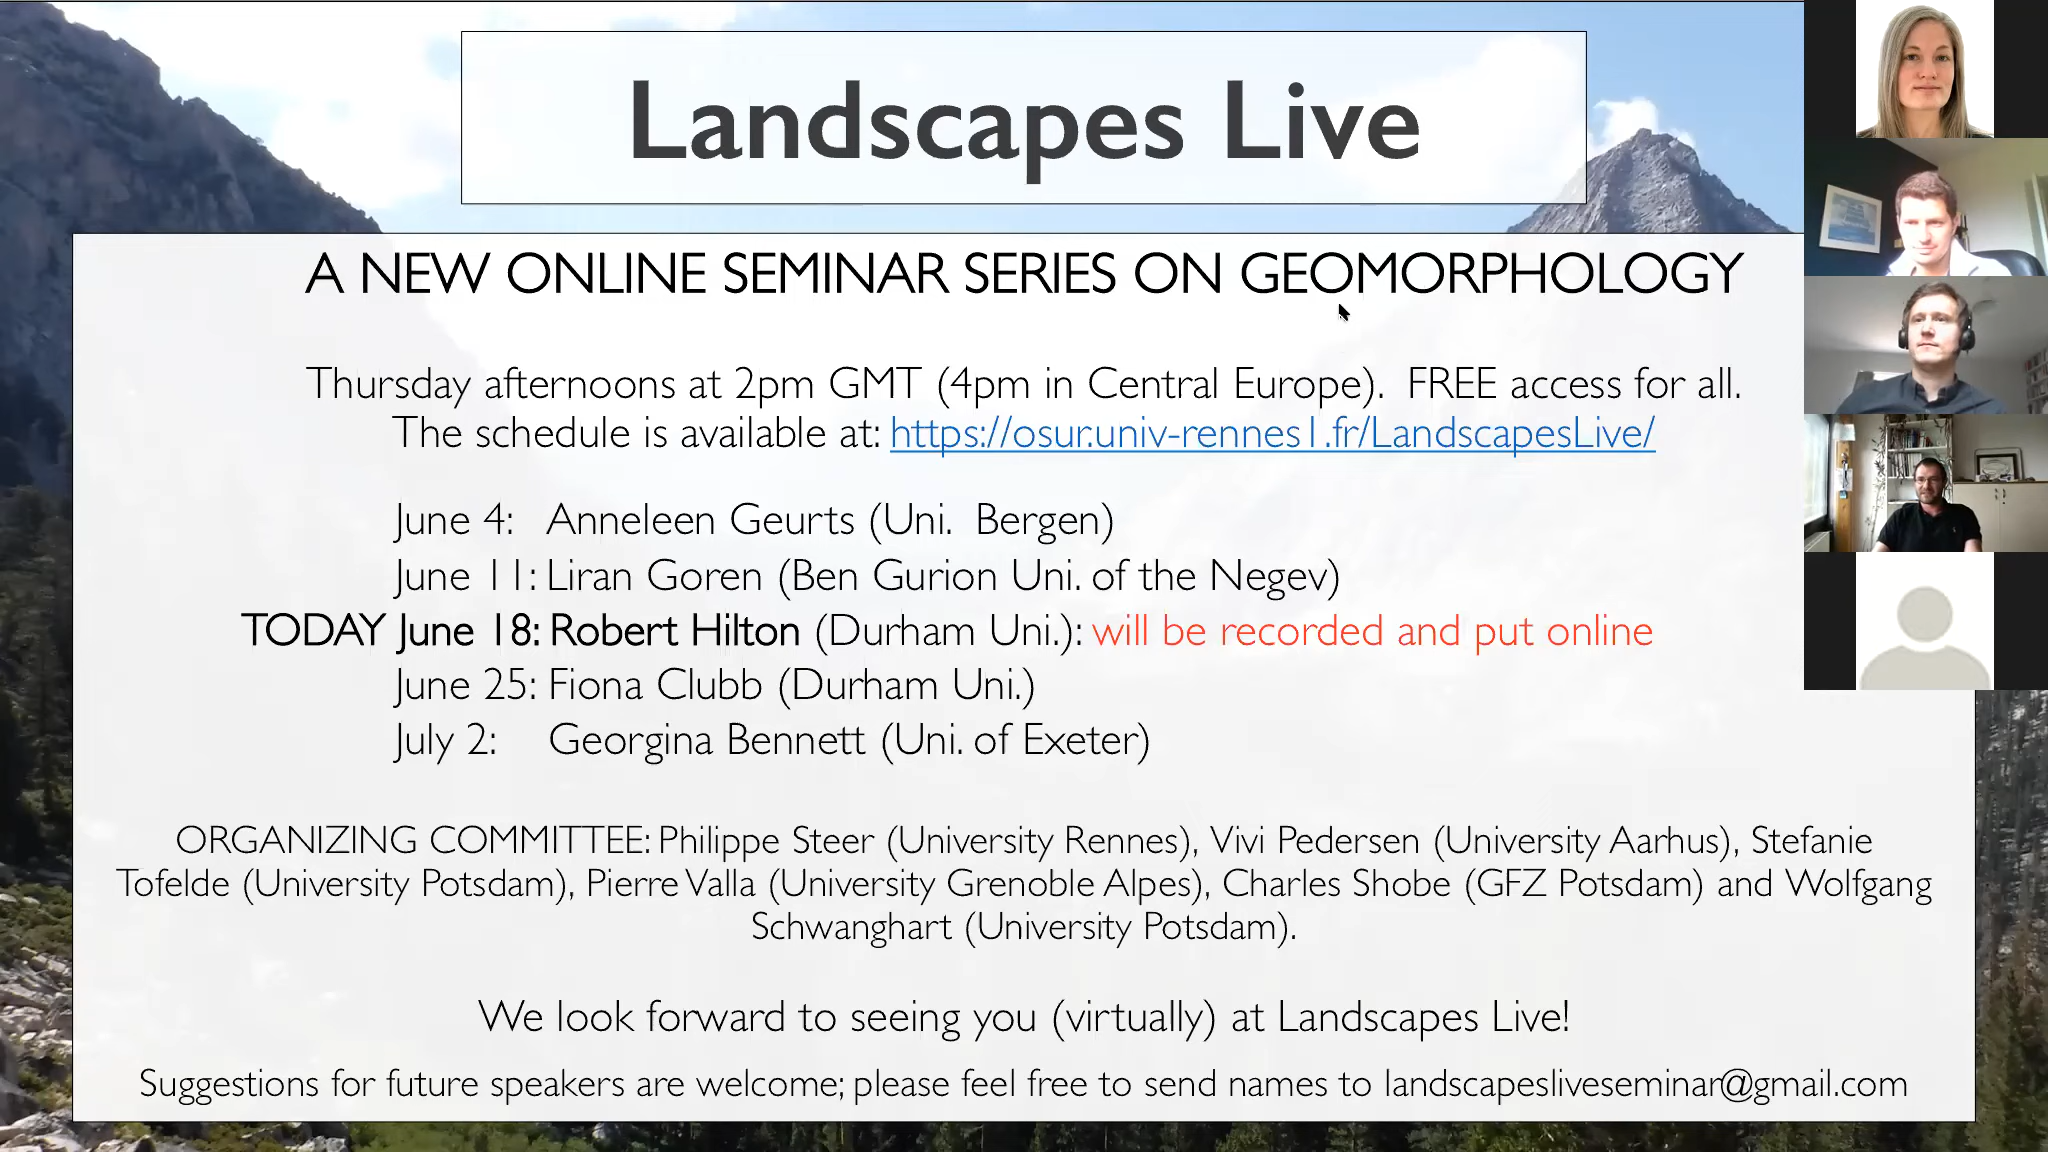 Landscapes Live
A NEW ONLINE SEMINAR SERIES ON GEOMORPHOLOGY
Thursday afternoons at 2pm GMT (4pm in Central Europe).  FREE access for all.
The schedule is available at: https://osur.univ-rennes1.fr/LandscapesLive/
June 4:   Anneleen Geurts (Uni.  Bergen)
June 11: Liran Goren (Ben Gurion Uni. of the Negev)
TODAY June 18: Robert Hilton (Durham Uni.): will be recorded and put online
June 25: Fiona Clubb (Durham Uni.)
July 2:    Georgina Bennett (Uni. of Exeter)
ORGANIZING COMMITTEE: Philippe Steer (University Rennes), Vivi Pedersen (University Aarhus), Stefanie
Tofelde (University Potsdam), Pierre Valla (University Grenoble Alpes), Charles Shobe (GFZ Potsdam) and Wolfgang
Schwanghart (University Potsdam).
We look forward to seeing you (virtually) at Landscapes Live!
Suggestions for future speakers are welcome; please feel free to send names to landscapesliveseminar@gmail.com